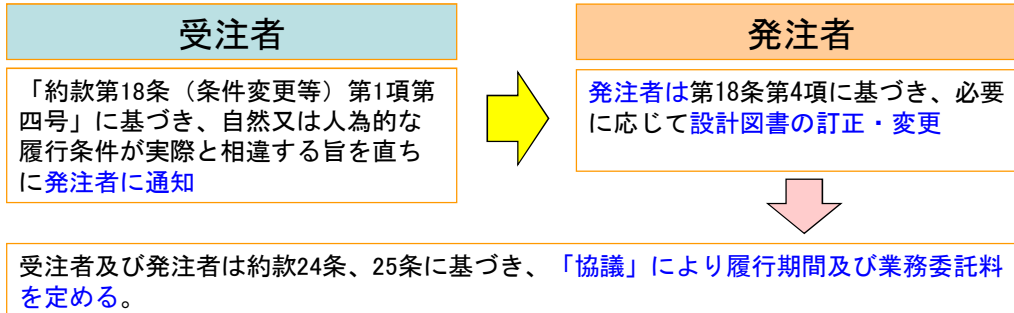 受注者
「約款第18条（条件変更等）第1項第
四号」に基づき、自然又は人為的な
履行条件が実際と相違する旨を直ち
に発注者に通知
発注者
発注者は第18条第4項に基づき、必要
に応じて設計図書の訂正・変更
受注者及び発注者は約款24条、25条に基づき、「協議」により履行期間及び業務委託料
を定める。